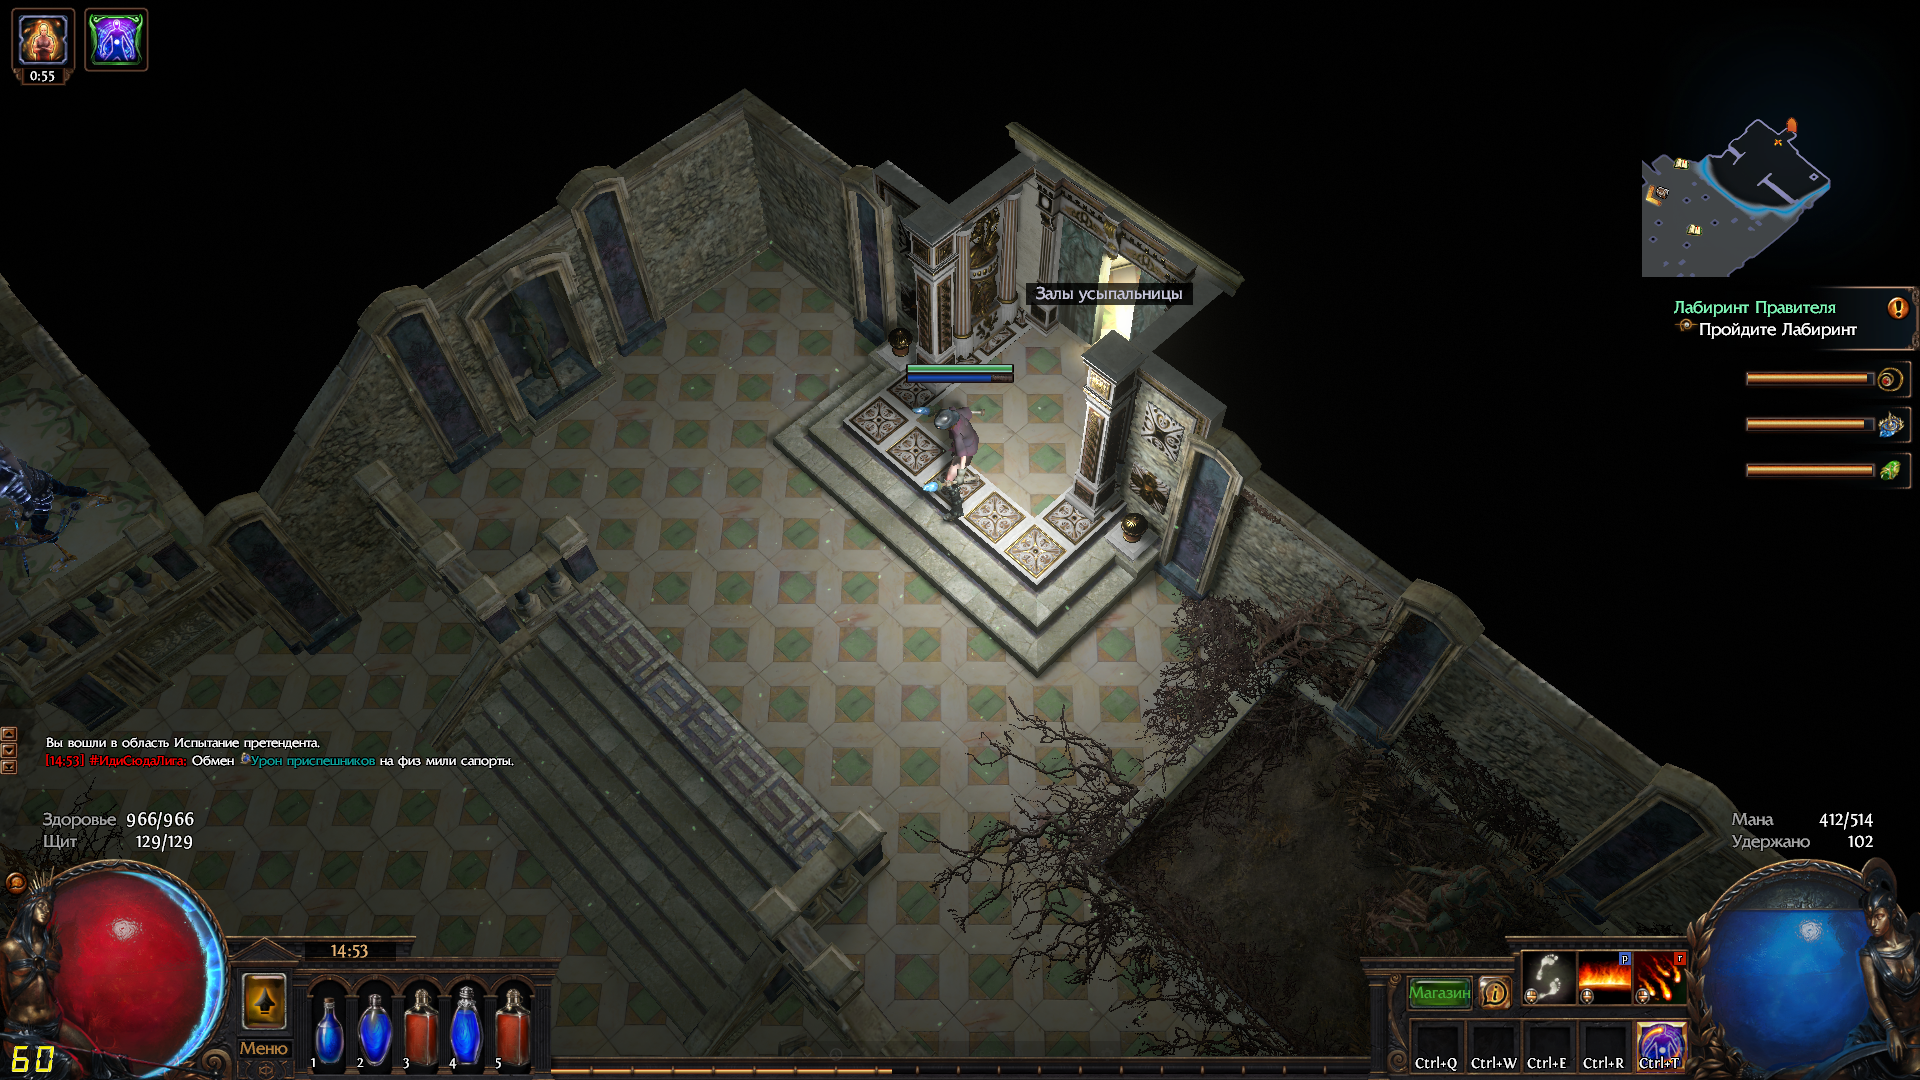 0:55
Залы усыпальницы
Лабиринт Правителя
Пройдите Лабиринт
Вы вошли в область Испытание претендента.
[14:53] #ИдиСюдаЛига: Обмен Урон приспешников на физ мили сапорты.
Здоровье 966/966
Щит 129/129
Мана 412/514
Удержано 102
14:53
Меню
1 2 3 4 5
60
Магазин
P
r
Ctrl+Q Ctrl+W Ctrl+E Ctrl+R Ctrl+T